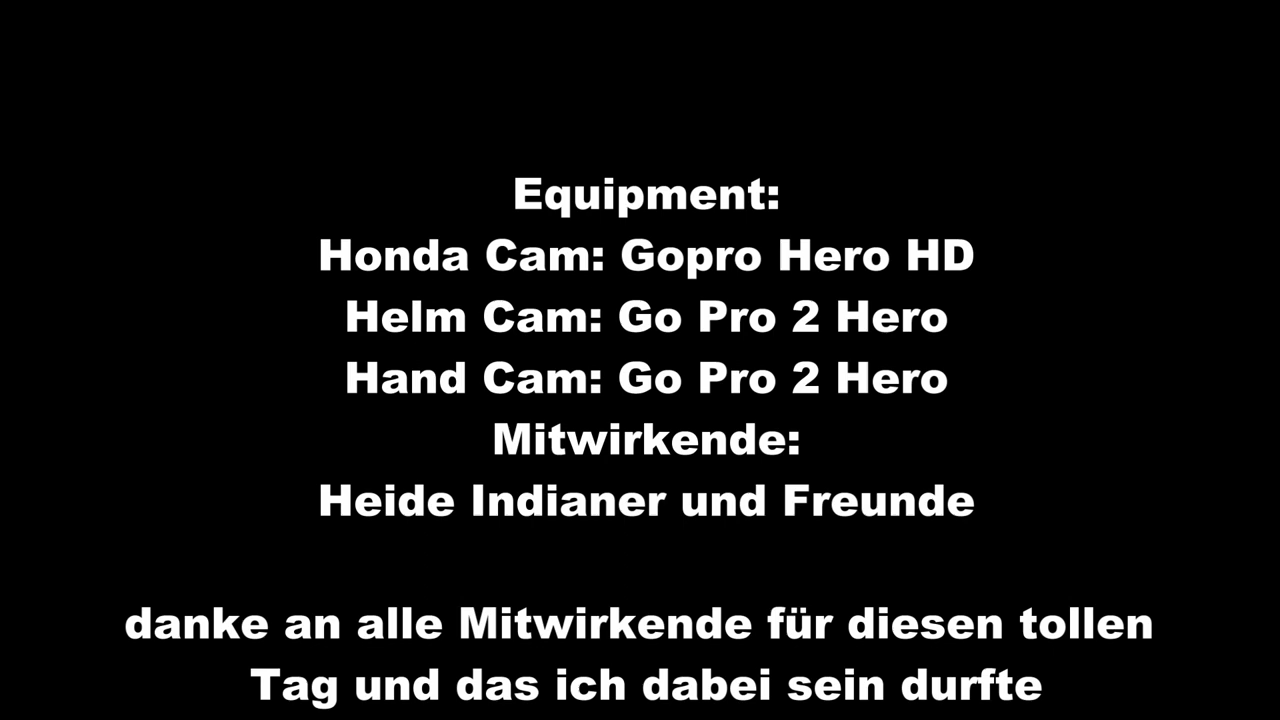 Equipment:
Honda Cam: Gopro Hero HD
Helm Cam: Go Pro 2 Hero
Hand Cam: Go Pro 2 Hero
Mitwirkende:
Heide Indianer und Freunde
danke an alle Mitwirkende für diesen tollen
Tag und das ich dabei sein durfte